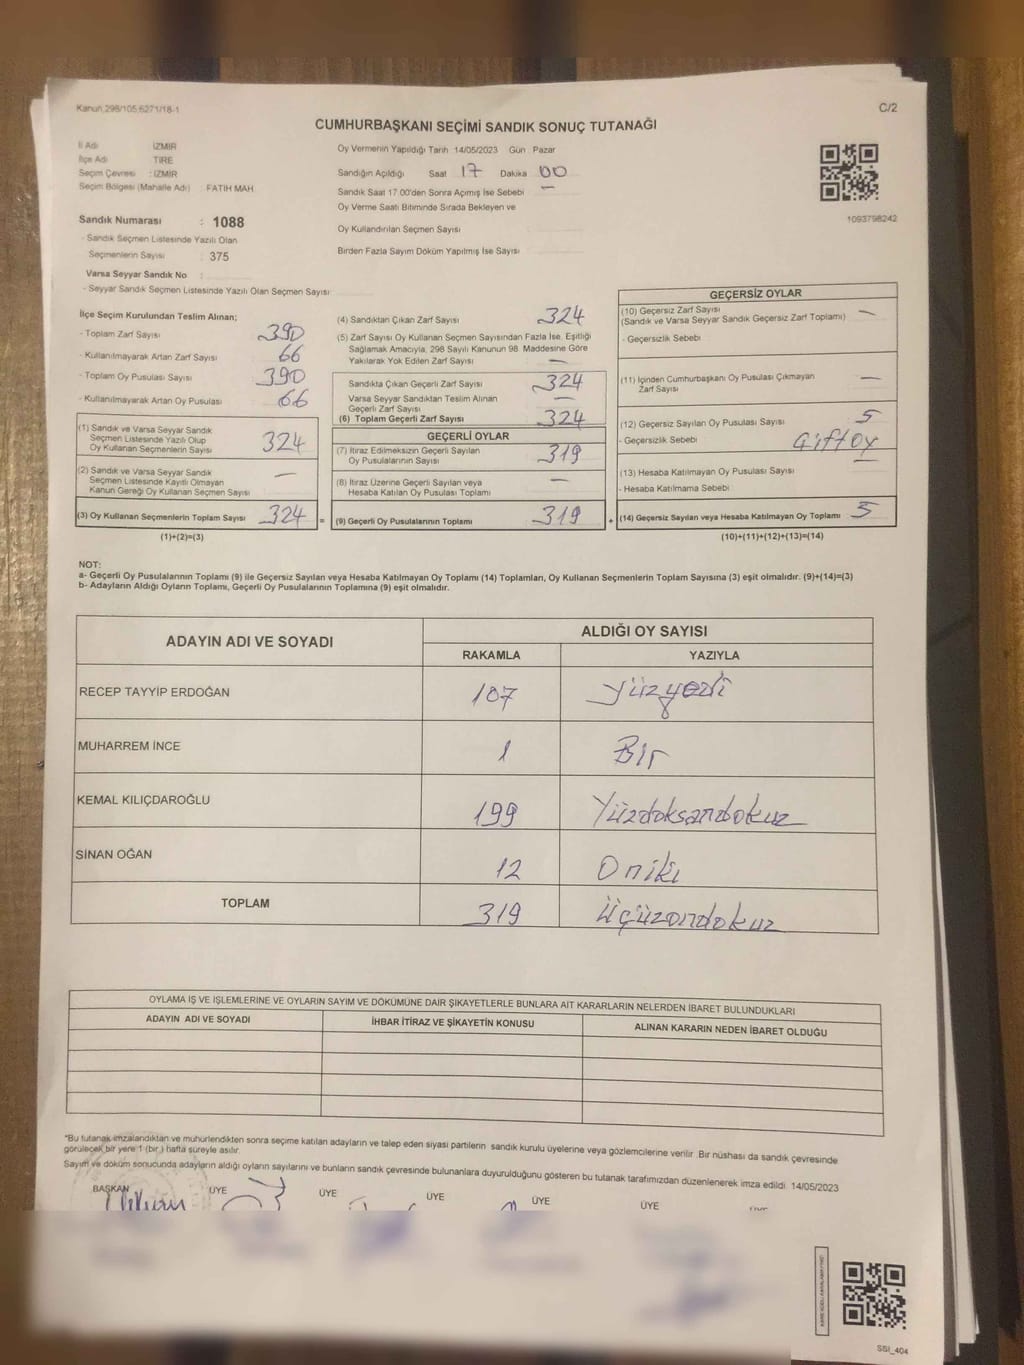 Kanun 298/105,6271/18-1
C/2
CUMHURBAŞKANI SEÇİMİ SANDIK SONUÇ TUTANAĞI
İl Adı İZMİR
İlçe Adı TİRE
Seçim Çevresi : İZMİR
Seçim Bölgesi (Mahalle Adı) FATİH MAH.
Oy Vermenin Yapıldığı Tarih 14/05/2023 Gün : Pazar
Sandığın Açıldığı Saat 17 Dakika 00
Sandık Saat 17.00'den Sonra Açımış İse Sebebi —
Oy Verme Saati Bitiminde Sırada Bekleyen ve
Oy Kullandırılan Seçmen Sayısı
Birden Fazla Sayım Döküm Yapılmış İse Sayısı
1093798242
Sandık Numarası : 1088
- Sandık Seçmen Listesinde Yazılı Olan
Seçmenlerin Sayısı : 375
Varsa Seyyar Sandık No :
- Seyyar Sandık Seçmen Listesinde Yazılı Olan Seçmen Sayısı
İlçe Seçim Kurulundan Teslim Alınan;
- Toplam Zarf Sayısı 390
- Kullanılmayarak Artan Zarf Sayısı 66
- Toplam Oy Pusulası Sayısı 390
- Kullanılmayarak Artan Oy Pusulası 66
(1) Sandık ve Varsa Seyyar Sandık
Seçmen Listesinde Yazılı Olup
Oy Kullanan Seçmenlerin Sayısı 324
(2) Sandık ve Varsa Seyyar Sandık
Seçmen Listesinde Kayıtlı Olmayan
Kanun Gereği Oy Kullanan Seçmen Sayısı —
(3) Oy Kullanan Seçmenlerin Toplam Sayısı 324 =
(1)+(2)=(3)
(4) Sandıktan Çıkan Zarf Sayısı 324
(5) Zarf Sayısı Oy Kullanan Seçmen Sayısından Fazla İse, Eşitliği
Sağlamak Amacıyla, 298 Sayılı Kanunun 98. Maddesine Göre
Yakılarak Yok Edilen Zarf Sayısı —
Sandıkta Çıkan Geçerli Zarf Sayısı 324
Varsa Seyyar Sandıktan Teslim Alınan
Geçerli Zarf Sayısı —
(6) Toplam Geçerli Zarf Sayısı 324
GEÇERLİ OYLAR
(7) İtiraz Edilmeksizin Geçerli Sayılan
Oy Pusulalarının Sayısı 319
(8) İtiraz Üzerine Geçerli Sayılan veya
Hesaba Katılan Oy Pusulası Toplamı —
(9) Geçerli Oy Pusulalarının Toplamı 319 +
GEÇERSİZ OYLAR
(10) Geçersiz Zarf Sayısı —
(Sandık ve Varsa Seyyar Sandık Geçersiz Zarf Toplamı)
- Geçersizlik Sebebi
(11) İçinden Cumhurbaşkanı Oy Pusulası Çıkmayan
Zarf Sayısı —
(12) Geçersiz Sayılan Oy Pusulası Sayısı 5
- Geçersizlik Sebebi Çift oy
(13) Hesaba Katılmayan Oy Pusulası Sayısı —
- Hesaba Katılmama Sebebi
(14) Geçersiz Sayılan veya Hesaba Katılmayan Oy Toplamı 5
(10)+(11)+(12)+(13)=(14)
NOT:
a- Geçerli Oy Pusulalarının Toplamı (9) ile Geçersiz Sayılan veya Hesaba Katılmayan Oy Toplamı (14) Toplamları, Oy Kullanan Seçmenlerin Toplam Sayısına (3) eşit olmalıdır. (9)+(14)=(3)
b- Adayların Aldığı Oyların Toplamı, Geçerli Oy Pusulalarının Toplamına (9) eşit olmalıdır.
ADAYIN ADI VE SOYADI ALDIĞI OY SAYISI
RAKAMLA YAZIYLA
RECEP TAYYİP ERDOĞAN 107 Yüzyedi
MUHARREM İNCE 1 Bir
KEMAL KILIÇDAROĞLU 199 Yüzdoksandokuz
SİNAN OĞAN 12 Oniki
TOPLAM 319 Üçüzondokuz
OYLAMA İŞ VE İŞLEMLERİNE VE OYLARIN SAYIM VE DÖKÜMÜNE DAİR ŞİKAYETLERLE BUNLARA AİT KARARLARIN NELERDEN İBARET BULUNDUKLARI
ADAYIN ADI VE SOYADI İHBAR İTİRAZ VE ŞİKAYETİN KONUSU ALINAN KARARIN NEDEN İBARET OLDUĞU
*Bu tutanak imzalandıktan ve mühürlendikten sonra seçime katılan adayların ve talep eden siyasi partilerin sandık kurulu üyelerine veya gözlemcilerine verilir. Bir nüshası da sandık çevresinde
görülecek bir yere 1 (bir ) hafta süreyle asılır.
Sayım ve döküm sonucunda adayların aldığı oyların sayılarını ve bunların sandık çevresinde bulunanlara duyurulduğunu gösteren bu tutanak tarafımızdan düzenlenerek imza edildi. 14/05/2023
BAŞKAN ÜYE ÜYE ÜYE ÜYE ÜYE
SSI_404